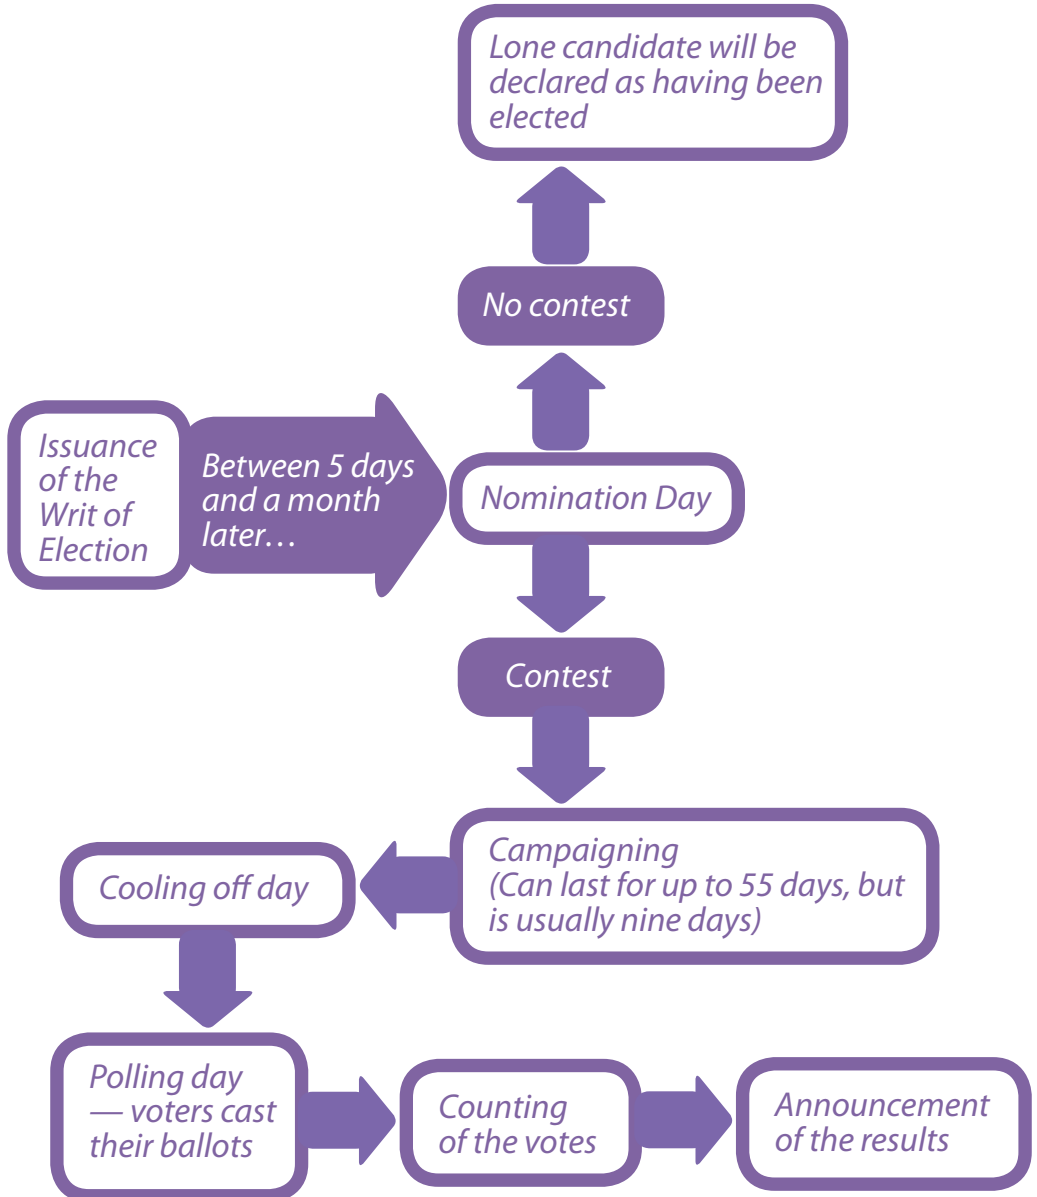 Lone candidate will be
declared as having been
elected
No contest
Issuance
of the
Writ of
Election
Between 5 days
and a month
later…
Nomination Day
Contest
Campaigning
(Can last for up to 55 days, but
is usually nine days)
Cooling off day
Polling day
— voters cast
their ballots
Counting
of the votes
Announcement
of the results